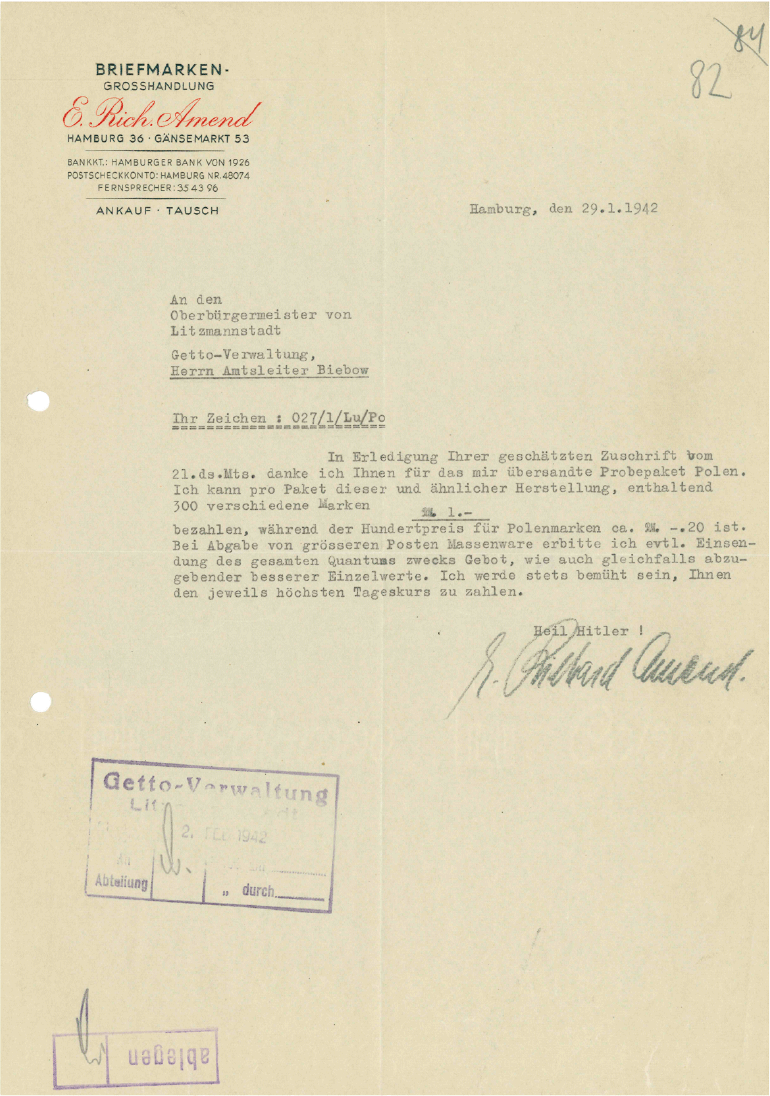 84
82
BRIEFMARKEN-
GROSSHANDLUNG
E. Rich. Amend
HAMBURG 36 · GÄNSEMARKT 53
BANKKT.: HAMBURGER BANK VON 1926
POSTSCHECKKONTO: HAMBURG NR. 48074
FERNSPRECHER: 35 43 96
ANKAUF · TAUSCH
Hamburg, den 29.1.1942
An den
Oberbürgermeister von
Litzmannstadt
Getto-Verwaltung,
Herrn Amtsleiter Biebow
Ihr Zeichen : 027/1/Lu/Po
In Erledigung Ihrer geschätzten Zuschrift vom
21.ds.Mts. danke ich Ihnen für das mir übersandte Probepaket Polen.
Ich kann pro Paket dieser und ähnlicher Herstellung, enthaltend
300 verschiedene Marken
RM. 1.-
bezahlen, während der Hundertpreis für Polenmarken ca. RM. -.20 ist.
Bei Abgabe von grösseren Posten Massenware erbitte ich evtl. Einsen-
dung des gesamten Quantums zwecks Gebot, wie auch gleichfalls abzu-
gebender besserer Einzelwerte. Ich werde stets bemüht sein, Ihnen
den jeweils höchsten Tageskurs zu zahlen.
Heil Hitler !
E. Richard Amend.
Getto-Verwaltung
2. FEB 1942
An
Abteilung
„ durch
ablegen